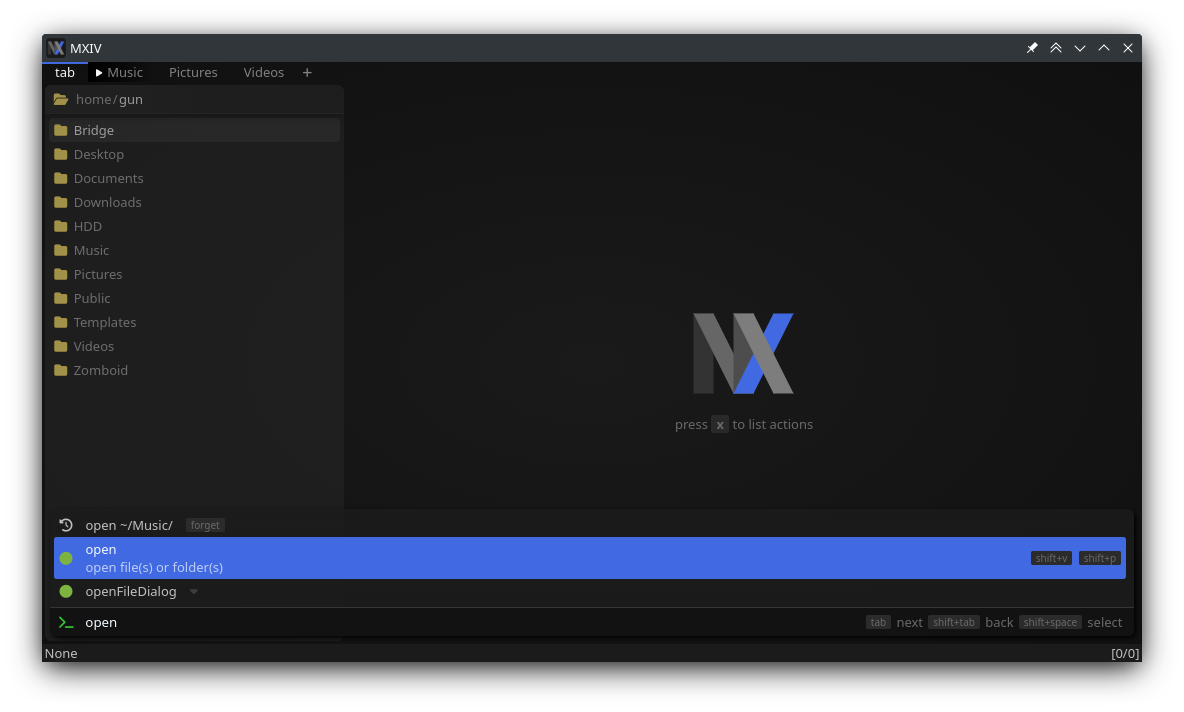 MXIV
tab Music Pictures Videos +
home/gun
Bridge
Desktop
Documents
Downloads
HDD
Music
Pictures
Public
Templates
Videos
Zomboid
press x to list actions
open ~/Music/ forget
open
open file(s) or folder(s) shift+v shift+p
openFileDialog
open tab next shift+tab back shift+space select
None [0/0]